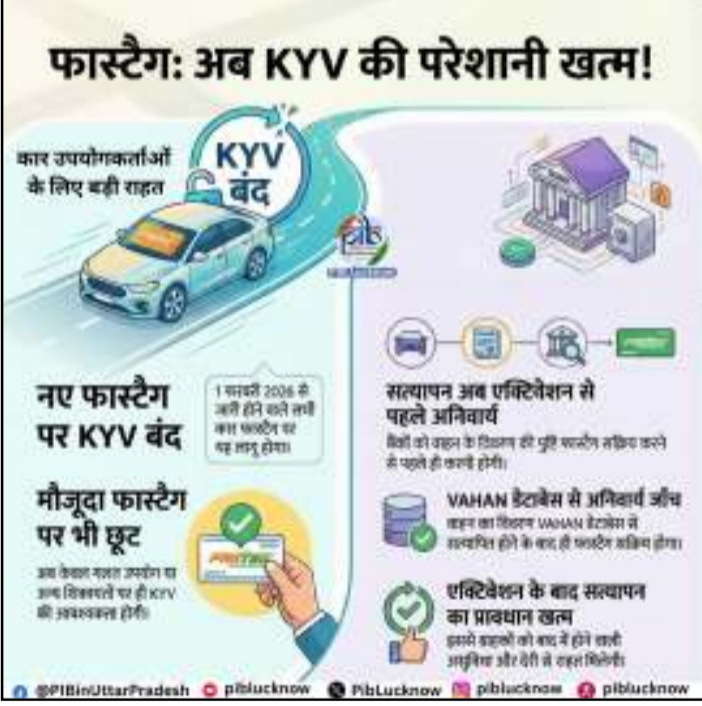 फास्टैग: अब KYV की परेशानी खत्म!
कार उपयोगकर्ताओं
के लिए बड़ी राहत
KYV
बंद
pib
नए फास्टैग
पर KYV बंद
1 फरवरी 2026 से
जारी होने वाले सभी
कार फास्टैग पर
यह लागू होगा।
मौजूदा फास्टैग
पर भी छूट
अब केवल गलत उपयोग या
अन्य शिकायतों पर ही KYV
की आवश्यकता होगी।
सत्यापन अब एक्टिवेशन से
पहले अनिवार्य
बैंकों को वाहन के विवरण की पुष्टि फास्टैग सक्रिय करने
से पहले ही करनी होगी।
VAHAN डेटाबेस से अनिवार्य जाँच
वाहन का विवरण VAHAN डेटाबेस से
सत्यापित होने के बाद ही फास्टैग सक्रिय होगा।
एक्टिवेशन के बाद सत्यापन
का प्रावधान खत्म
इससे ग्राहकों को बाद में होने वाली
असुविधा और देरी से राहत मिलेगी।
@PIBinUttarPradesh piblucknow PibLucknow piblucknow piblucknow